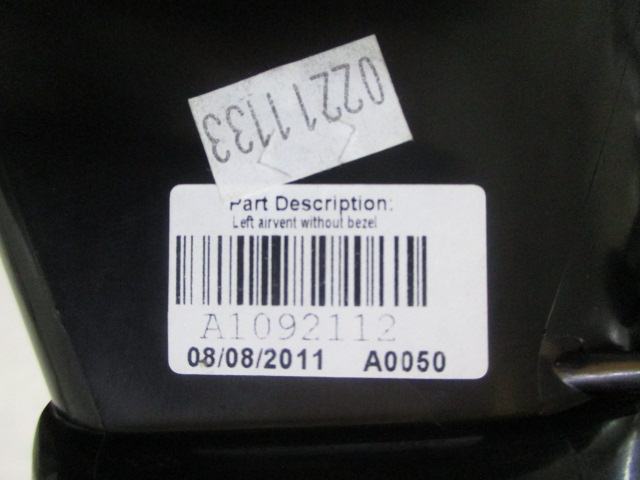 02211133
Part Description:
Left airvent without bezel
A1092112
08/08/2011 A0050